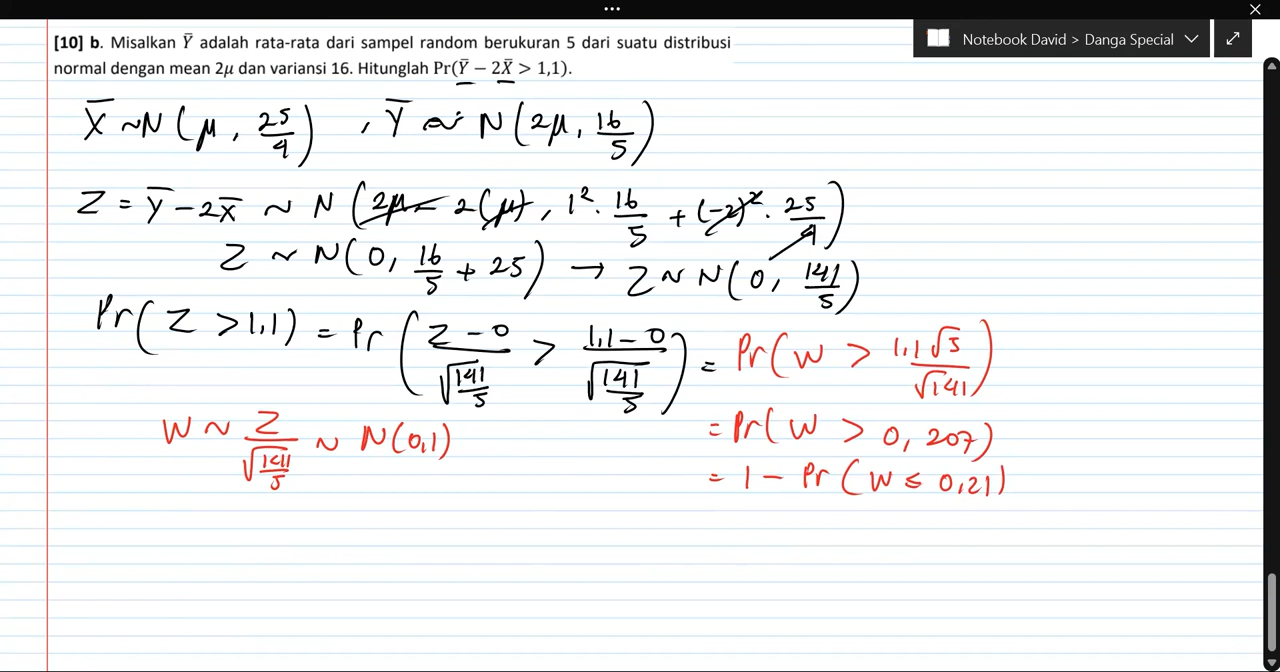 Notebook David > Danga Special
[10] b. Misalkan Ȳ adalah rata-rata dari sampel random berukuran 5 dari suatu distribusi
normal dengan mean 2μ dan variansi 16. Hitunglah Pr(Ȳ − 2X̄ > 1,1).
X̄ ~ N(μ, 25/4) , Ȳ ~ N(2μ, 16/5)
Z = Ȳ − 2X̄ ~ N(2μ − 2(μ), 1² · 16/5 + (−2)² · 25/4)
Z ~ N(0, 16/5 + 25) → Z ~ N(0, 141/5)
Pr(Z > 1,1) = Pr((Z − 0)/√(141/5) > (1,1 − 0)/√(141/5)) = Pr(W > 1,1√5/√141)
W ~ Z/√(141/5) ~ N(0,1)
= Pr(W > 0,207)
= 1 − Pr(W ≤ 0,21)